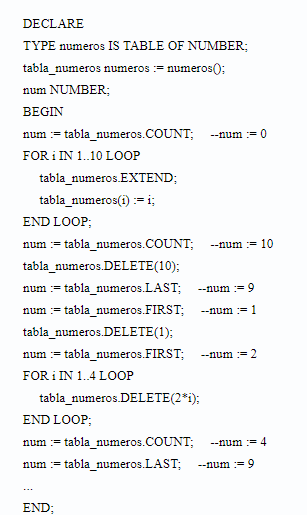 DECLARE
TYPE numeros IS TABLE OF NUMBER;
tabla_numeros numeros := numeros();
num NUMBER;
BEGIN
num := tabla_numeros.COUNT; --num := 0
FOR i IN 1..10 LOOP
tabla_numeros.EXTEND;
tabla_numeros(i) := i;
END LOOP;
num := tabla_numeros.COUNT; --num := 10
tabla_numeros.DELETE(10);
num := tabla_numeros.LAST; --num := 9
num := tabla_numeros.FIRST; --num := 1
tabla_numeros.DELETE(1);
num := tabla_numeros.FIRST; --num := 2
FOR i IN 1..4 LOOP
tabla_numeros.DELETE(2*i);
END LOOP;
num := tabla_numeros.COUNT; --num := 4
num := tabla_numeros.LAST; --num := 9
...
END;